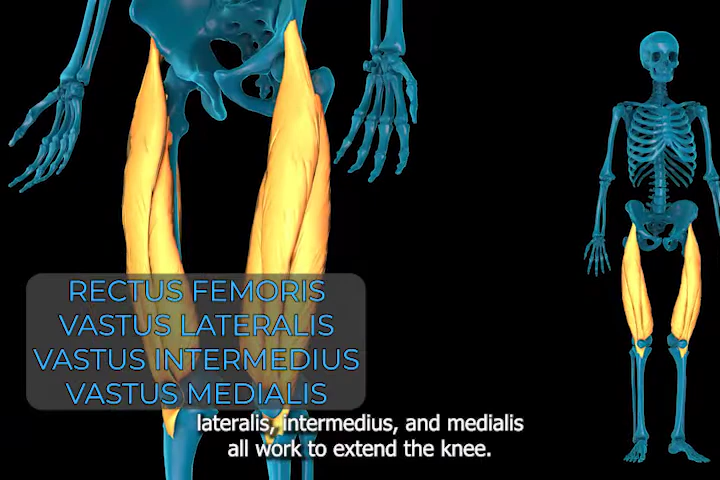 RECTUS FEMORIS
VASTUS LATERALIS
VASTUS INTERMEDIUS
VASTUS MEDIALIS
lateralis, intermedius, and medialis
all work to extend the knee.